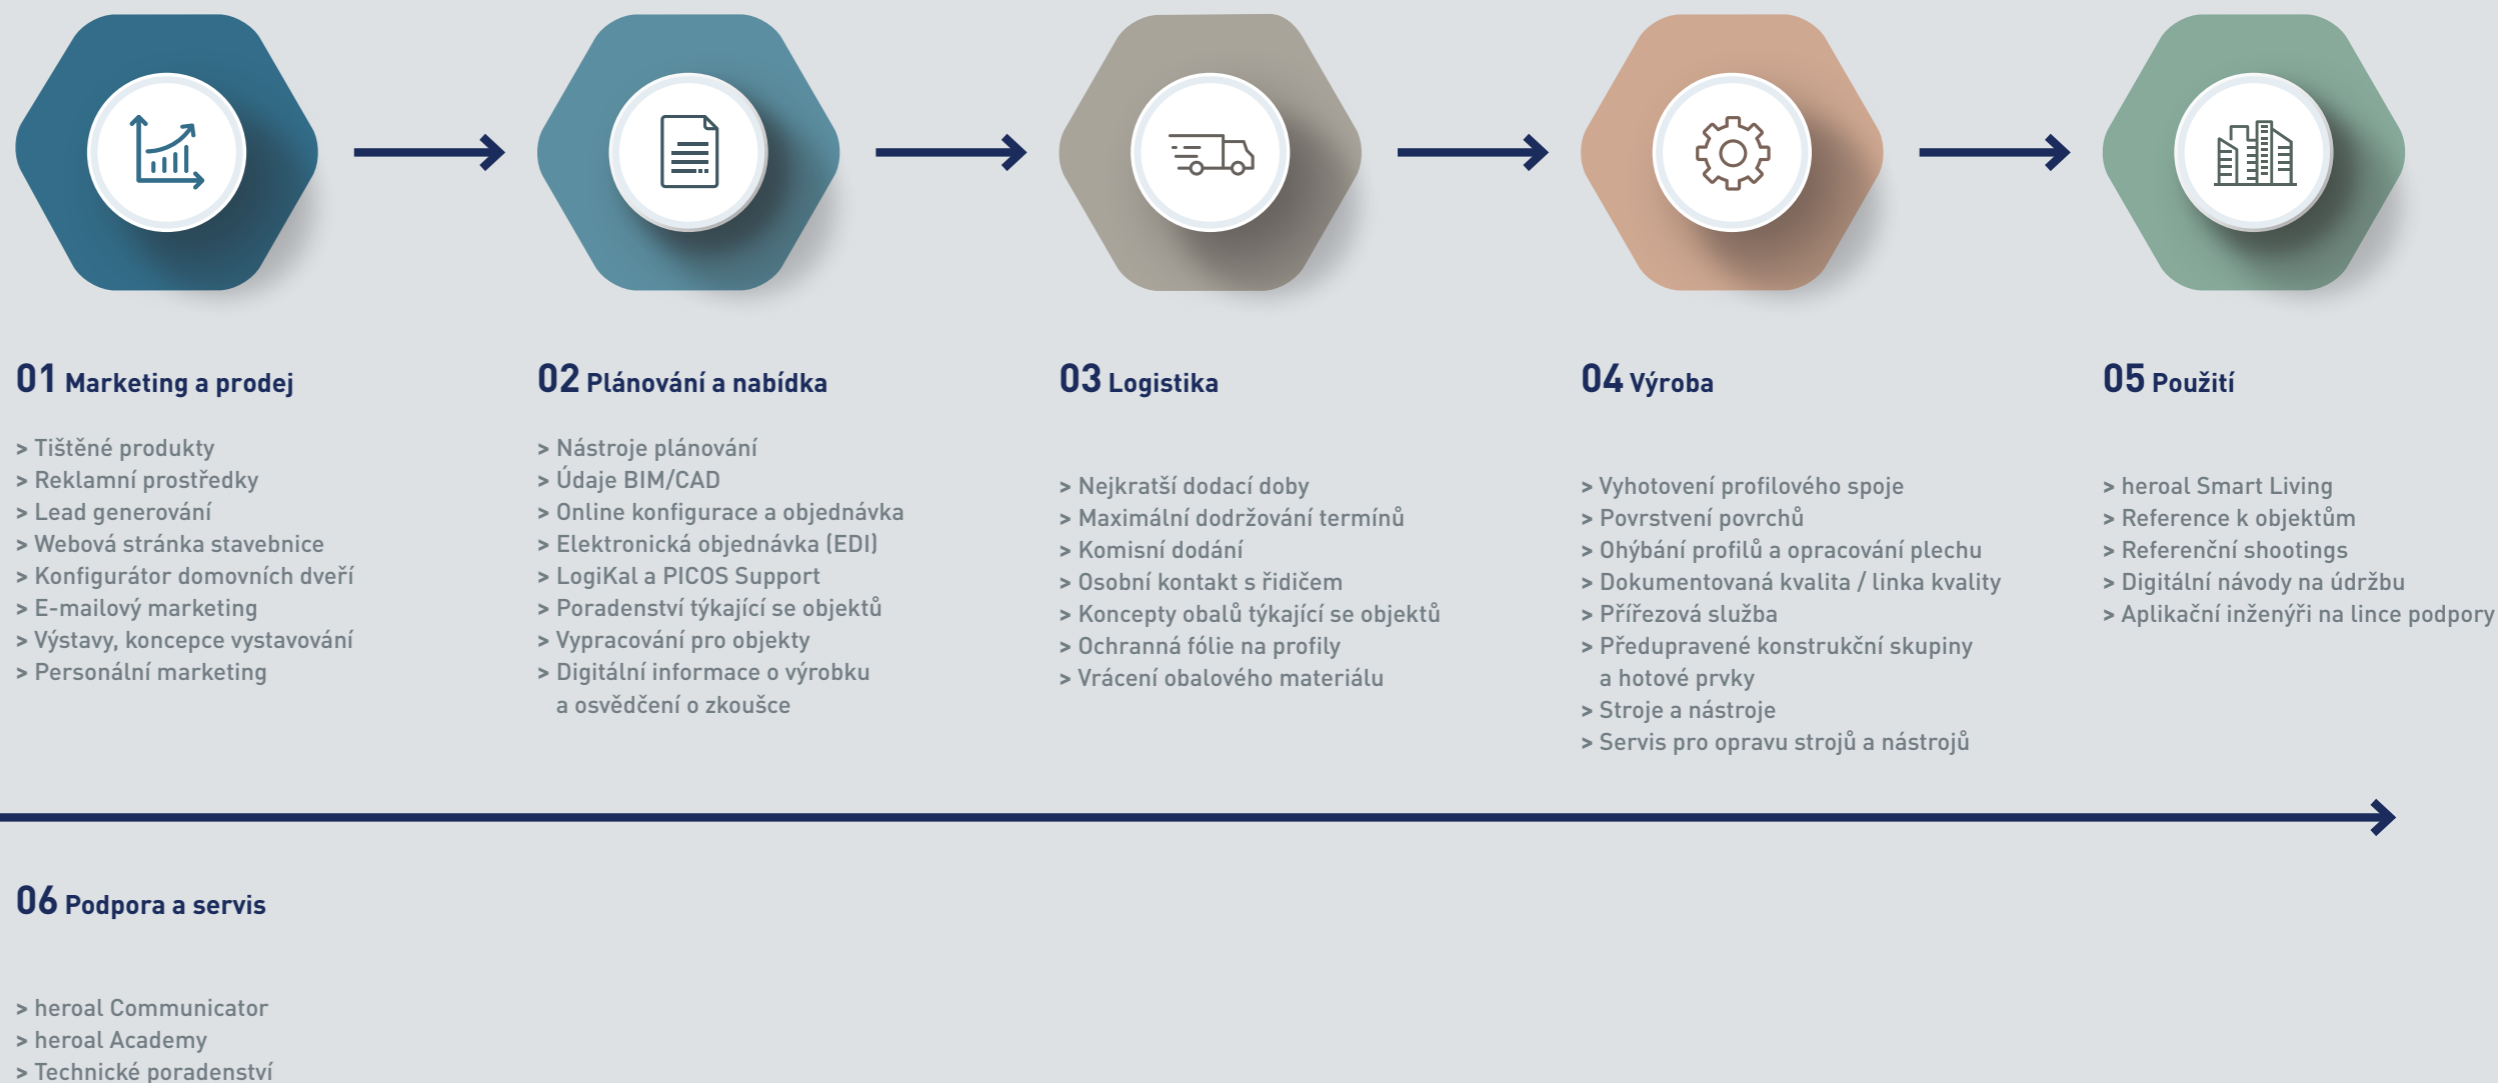 01 Marketing a prodej
> Tištěné produkty
> Reklamní prostředky
> Lead generování
> Webová stránka stavebnice
> Konfigurátor domovních dveří
> E-mailový marketing
> Výstavy, koncepce vystavování
> Personální marketing
02 Plánování a nabídka
> Nástroje plánování
> Údaje BIM/CAD
> Online konfigurace a objednávka
> Elektronická objednávka (EDI)
> LogiKal a PICOS Support
> Poradenství týkající se objektů
> Vypracování pro objekty
> Digitální informace o výrobku
a osvědčení o zkoušce
03 Logistika
> Nejkratší dodací doby
> Maximální dodržování termínů
> Komisní dodání
> Osobní kontakt s řidičem
> Koncepty obalů týkající se objektů
> Ochranná fólie na profily
> Vrácení obalového materiálu
04 Výroba
> Vyhotovení profilového spoje
> Povrstvení povrchů
> Ohýbání profilů a opracování plechu
> Dokumentovaná kvalita / linka kvality
> Přířezová služba
> Předupravené konstrukční skupiny
a hotové prvky
> Stroje a nástroje
> Servis pro opravu strojů a nástrojů
05 Použití
> heroal Smart Living
> Reference k objektům
> Referenční shootings
> Digitální návody na údržbu
> Aplikační inženýři na lince podpory
06 Podpora a servis
> heroal Communicator
> heroal Academy
> Technické poradenství